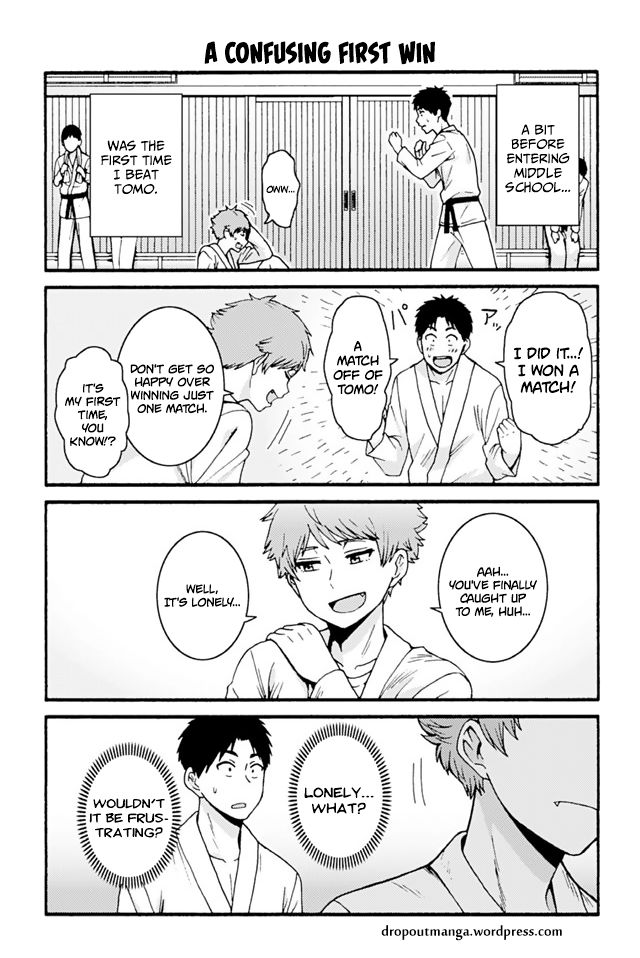 A CONFUSING FIRST WIN
A BIT
BEFORE
ENTERING
MIDDLE
SCHOOL...
OWW...
WAS THE
FIRST TIME
I BEAT
TOMO.
I DID IT...!
I WON A
MATCH!
パァ
A
MATCH
OFF OF
TOMO!
DON'T GET SO
HAPPY OVER
WINNING JUST
ONE MATCH.
IT'S
MY FIRST
TIME,
YOU
KNOW!?
AAH...
YOU'VE FINALLY
CAUGHT UP
TO ME, HUH...
WELL,
IT'S LONELY...
LONELY...
WHAT?
WOULDN'T
IT BE FRUS-
TRATING?
dropoutmanga.wordpress.com